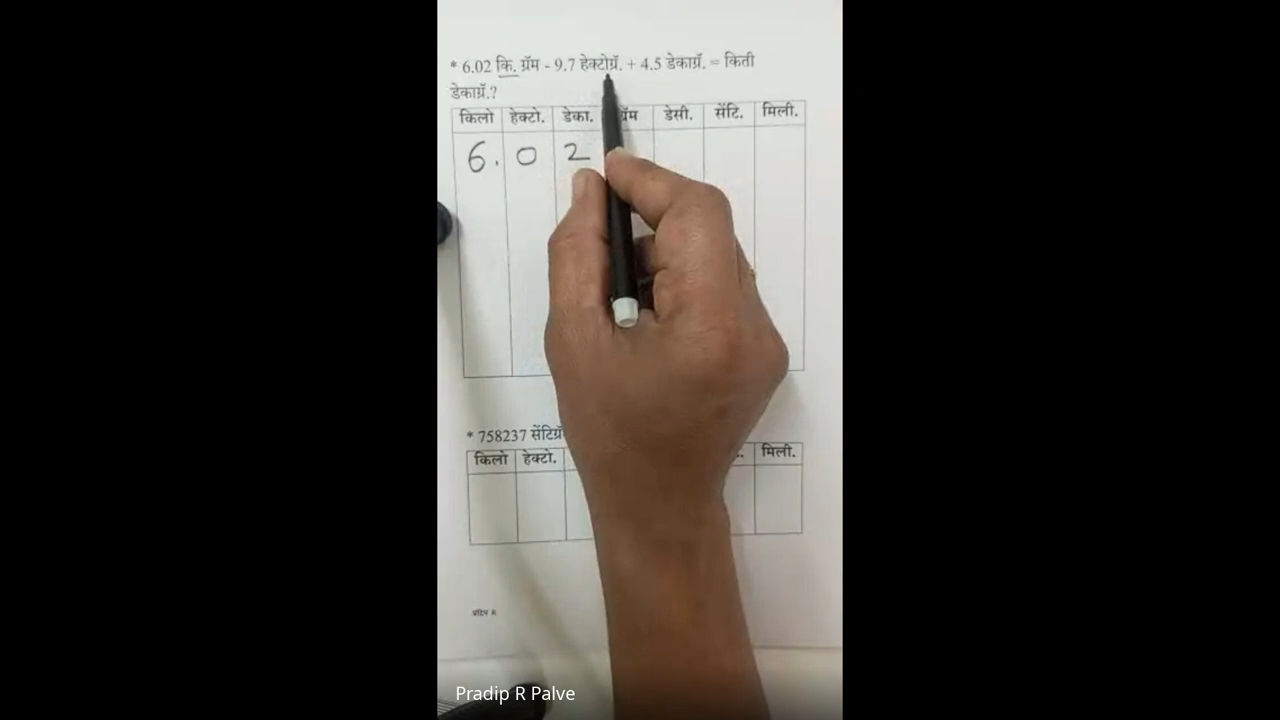 * 6.02 कि. ग्रॅम - 9.7 हेक्टोग्रॅ. + 4.5 डेकाग्रॅ. = किती
डेकाग्रॅ.?
किलो हेक्टो. डेका. ग्रॅम डेसी. सेंटि. मिली.
6. 0 2
* 758237 सेंटिग्रॅ
किलो हेक्टो. मिली.
Pradip R Palve